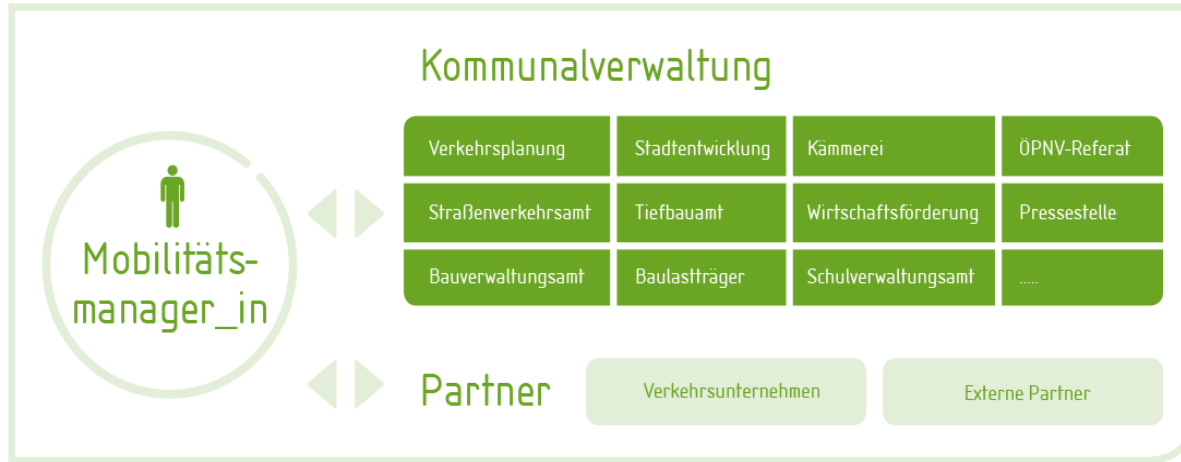 Kommunalverwaltung
Verkehrsplanung
Stadtentwicklung
Kämmerei
ÖPNV-Referat
Straßenverkehrsamt
Tiefbauamt
Wirtschaftsförderung
Pressestelle
Bauverwaltungsamt
Baulastträger
Schulverwaltungsamt
.....
Mobilitäts-
manager_in
Partner
Verkehrsunternehmen
Externe Partner